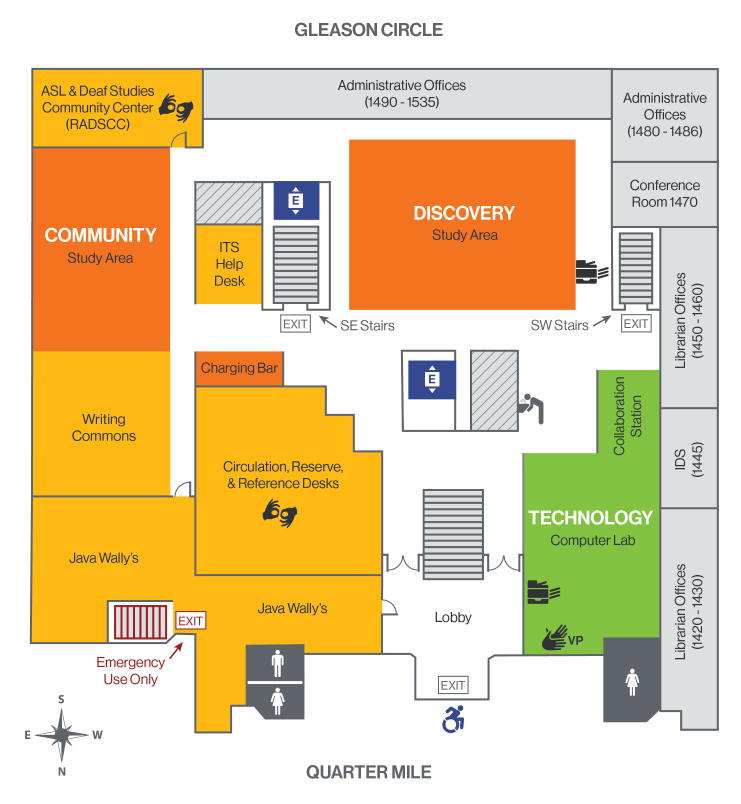 GLEASON CIRCLE
ASL & Deaf Studies
Community Center
(RADSCC)
Administrative Offices
(1490 - 1535)
Administrative
Offices
(1480 - 1486)
Conference
Room 1470
COMMUNITY
Study Area
E
ITS
Help
Desk
DISCOVERY
Study Area
EXIT
SE Stairs
SW Stairs
EXIT
Librarian Offices
(1450 - 1460)
Charging Bar
E
Writing
Commons
Collaboration
Station
Circulation, Reserve,
& Reference Desks
IDS
(1445)
TECHNOLOGY
Computer Lab
Java Wally's
Java Wally's
EXIT
Lobby
Librarian Offices
(1420 - 1430)
VP
Emergency
Use Only
EXIT
S
E
W
N
QUARTER MILE